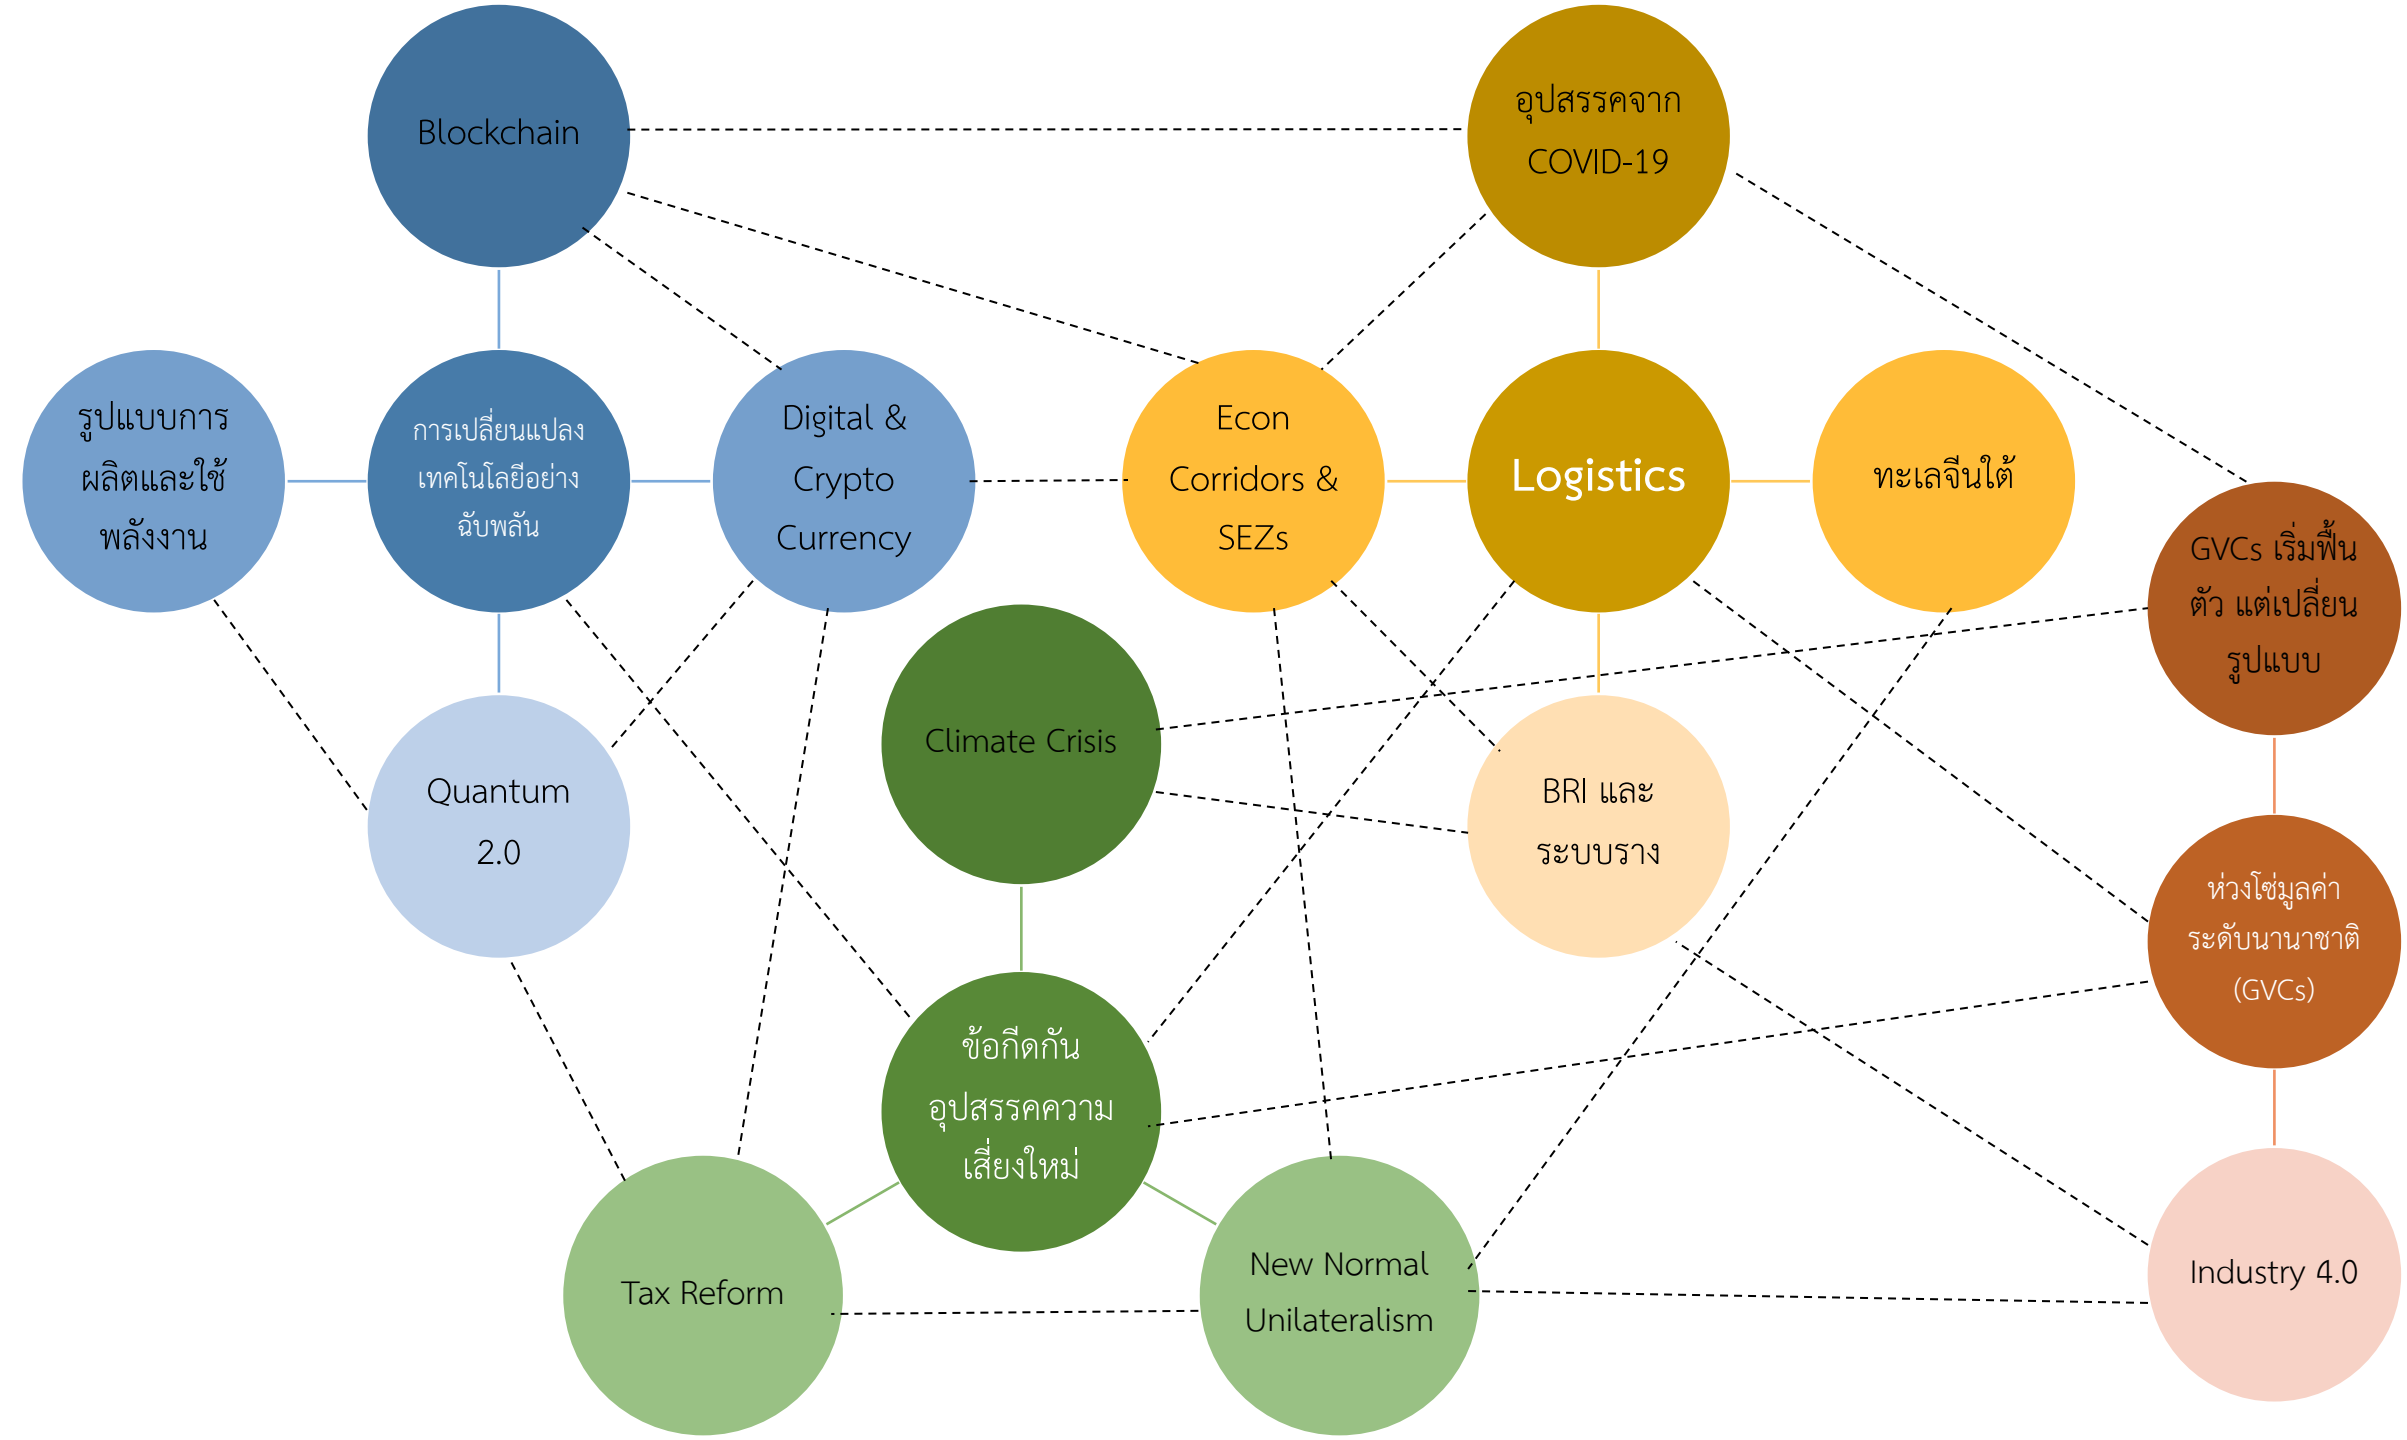 Blockchain
อุปสรรคจาก
COVID-19
รูปแบบการ
ผลิตและใช้
พลังงาน
การเปลี่ยนแปลง
เทคโนโลยีอย่าง
ฉับพลัน
Digital &
Crypto
Currency
Econ
Corridors &
SEZs
Logistics
ทะเลจีนใต้
GVCs เริ่มฟื้น
ตัว แต่เปลี่ยน
รูปแบบ
Quantum
2.0
Climate Crisis
BRI และ
ระบบราง
ห่วงโซ่มูลค่า
ระดับนานาชาติ
(GVCs)
ข้อกีดกัน
อุปสรรคความ
เสี่ยงใหม่
Tax Reform
New Normal
Unilateralism
Industry 4.0